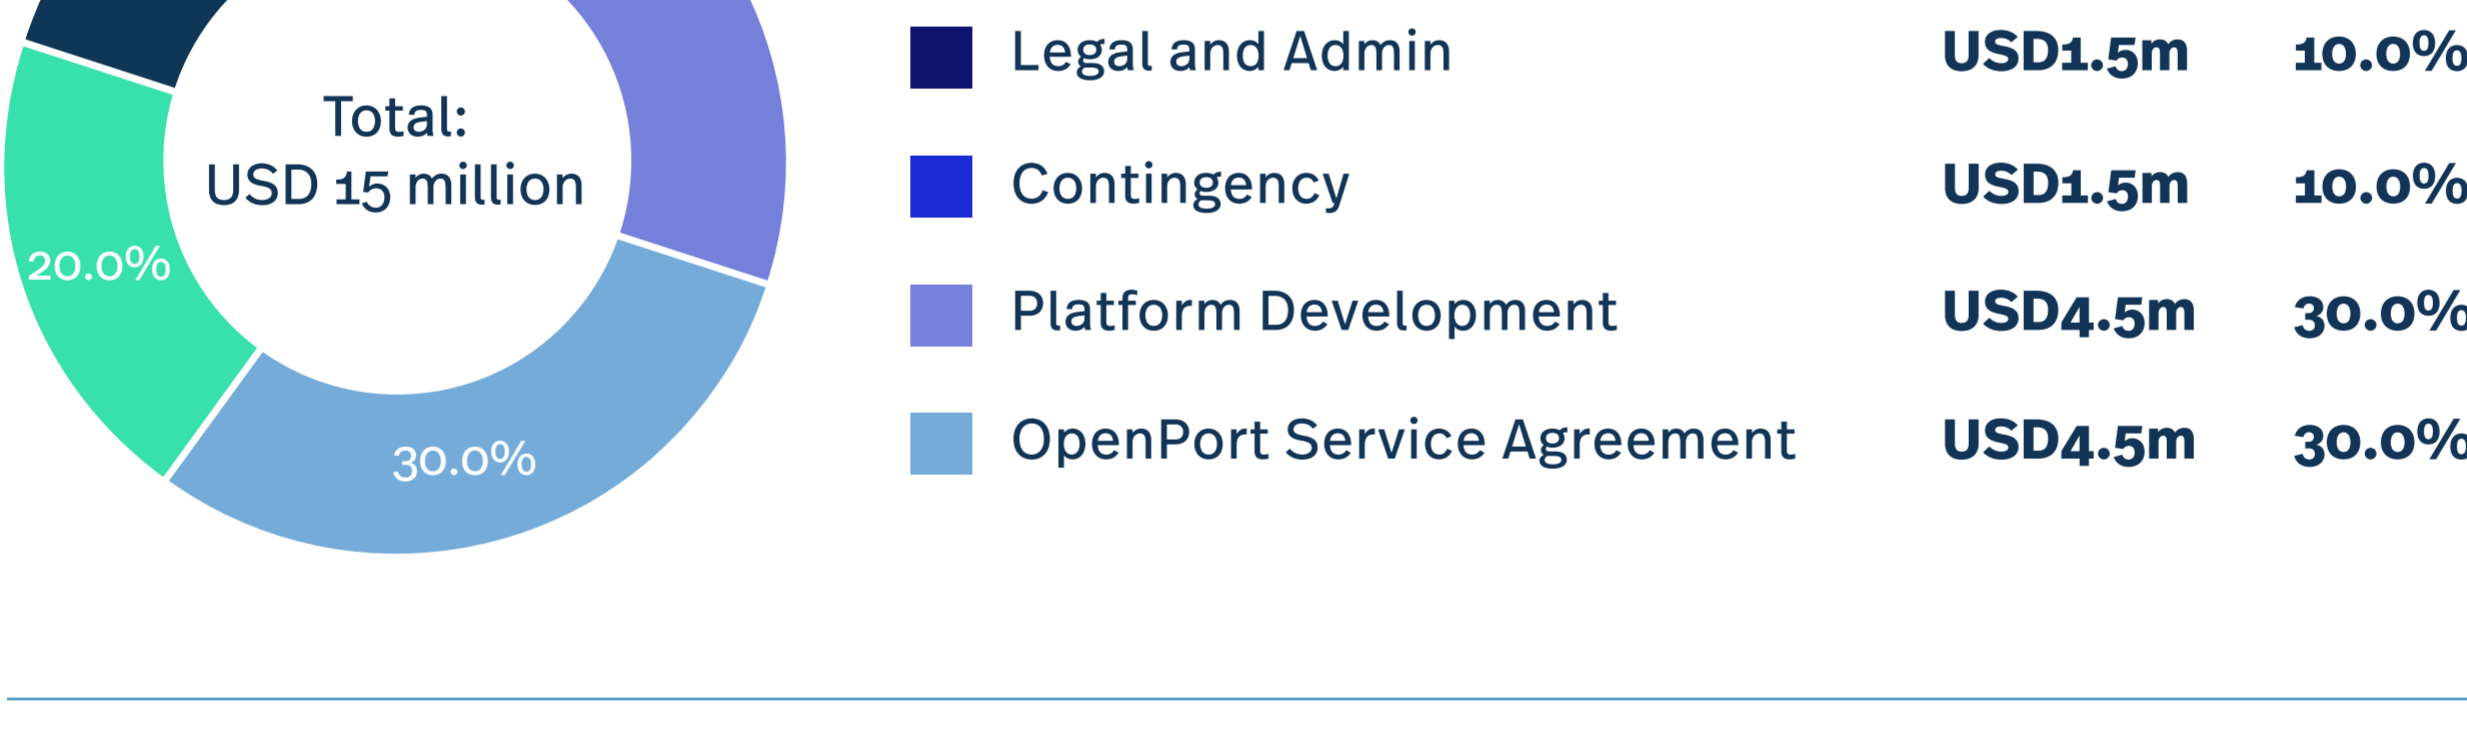 Total:
USD 15 million
20.0%
30.0%
Legal and Admin USD1.5m 10.0%
Contingency USD1.5m 10.0%
Platform Development USD4.5m 30.0%
OpenPort Service Agreement USD4.5m 30.0%